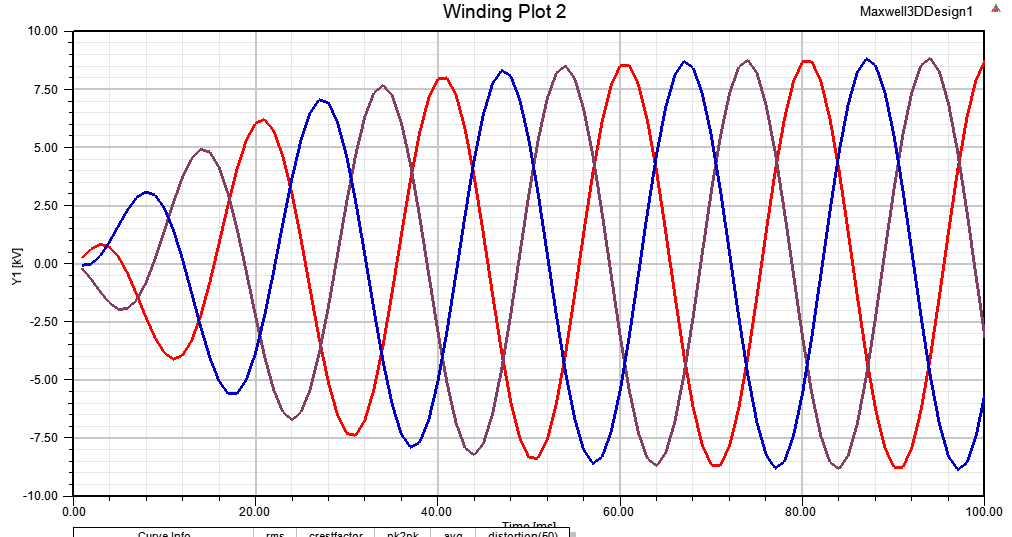 Winding Plot 2
Maxwell3DDesign1
10.00
7.50
5.00
2.50
0.00
-2.50
-5.00
-7.50
-10.00
Y1 [kV]
0.00 20.00 40.00 60.00 80.00 100.00
Time [ms]
Curve Info rms crestfactor pk2pk avg distortion(50)